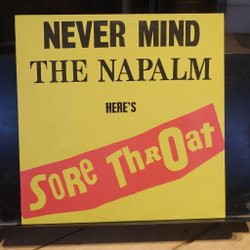 NEVER MIND
THE NAPALM
HERE'S
SORE THROAt